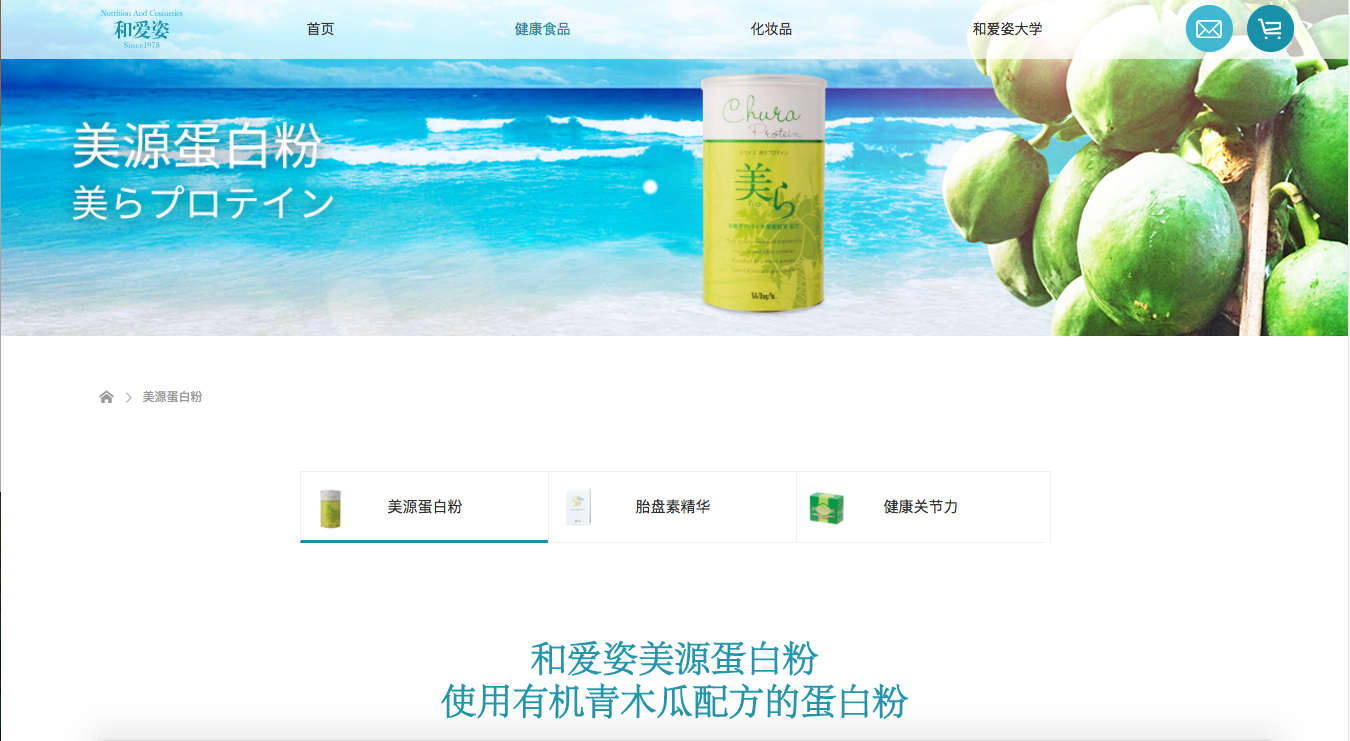 Nutrition And Cosmetics
和爱姿
Since1978
首页
健康食品
化妆品
和爱姿大学
美源蛋白粉
美らプロテイン
Chura
Protein
美ら
Why's
美源蛋白粉
美源蛋白粉
胎盘素精华
健康关节力
和爱姿美源蛋白粉
使用有机青木瓜配方的蛋白粉